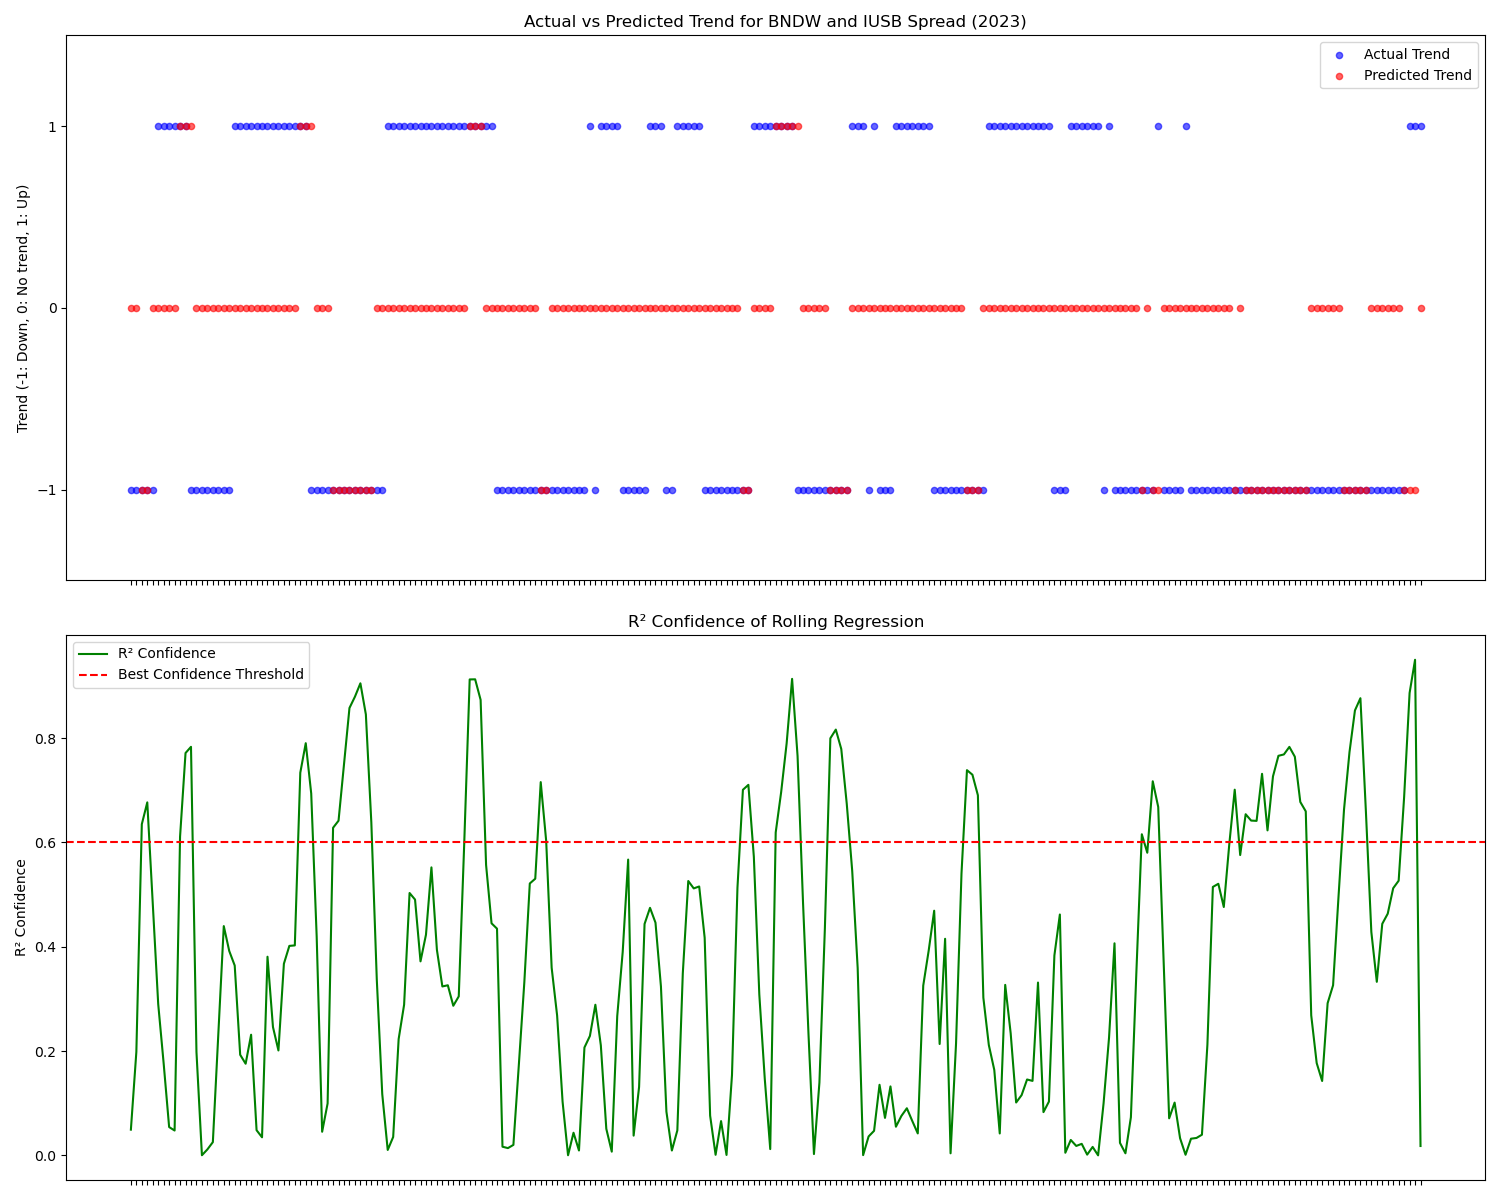 Actual vs Predicted Trend for BNDW and IUSB Spread (2023)
Actual Trend
Predicted Trend
Trend (-1: Down, 0: No trend, 1: Up)
1
0
−1
R² Confidence of Rolling Regression
R² Confidence
Best Confidence Threshold
R² Confidence
0.8
0.6
0.4
0.2
0.0